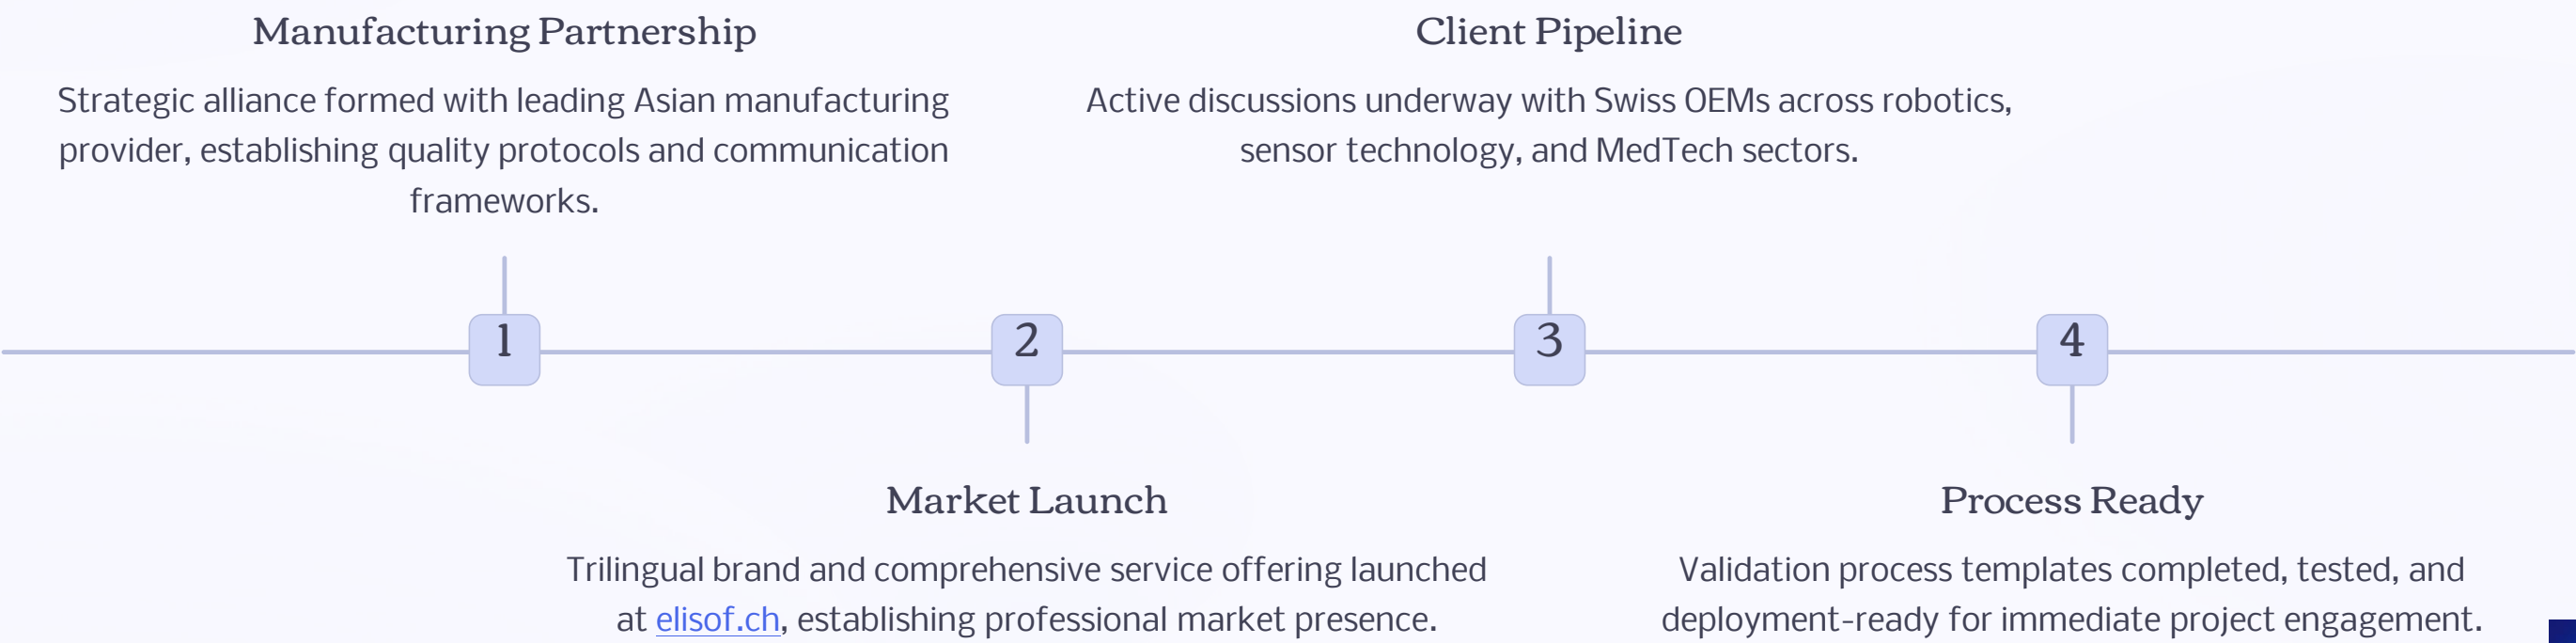 Manufacturing Partnership
Strategic alliance formed with leading Asian manufacturing
provider, establishing quality protocols and communication
frameworks.
Client Pipeline
Active discussions underway with Swiss OEMs across robotics,
sensor technology, and MedTech sectors.
1
2
3
4
Market Launch
Trilingual brand and comprehensive service offering launched
at elisof.ch, establishing professional market presence.
Process Ready
Validation process templates completed, tested, and
deployment-ready for immediate project engagement.